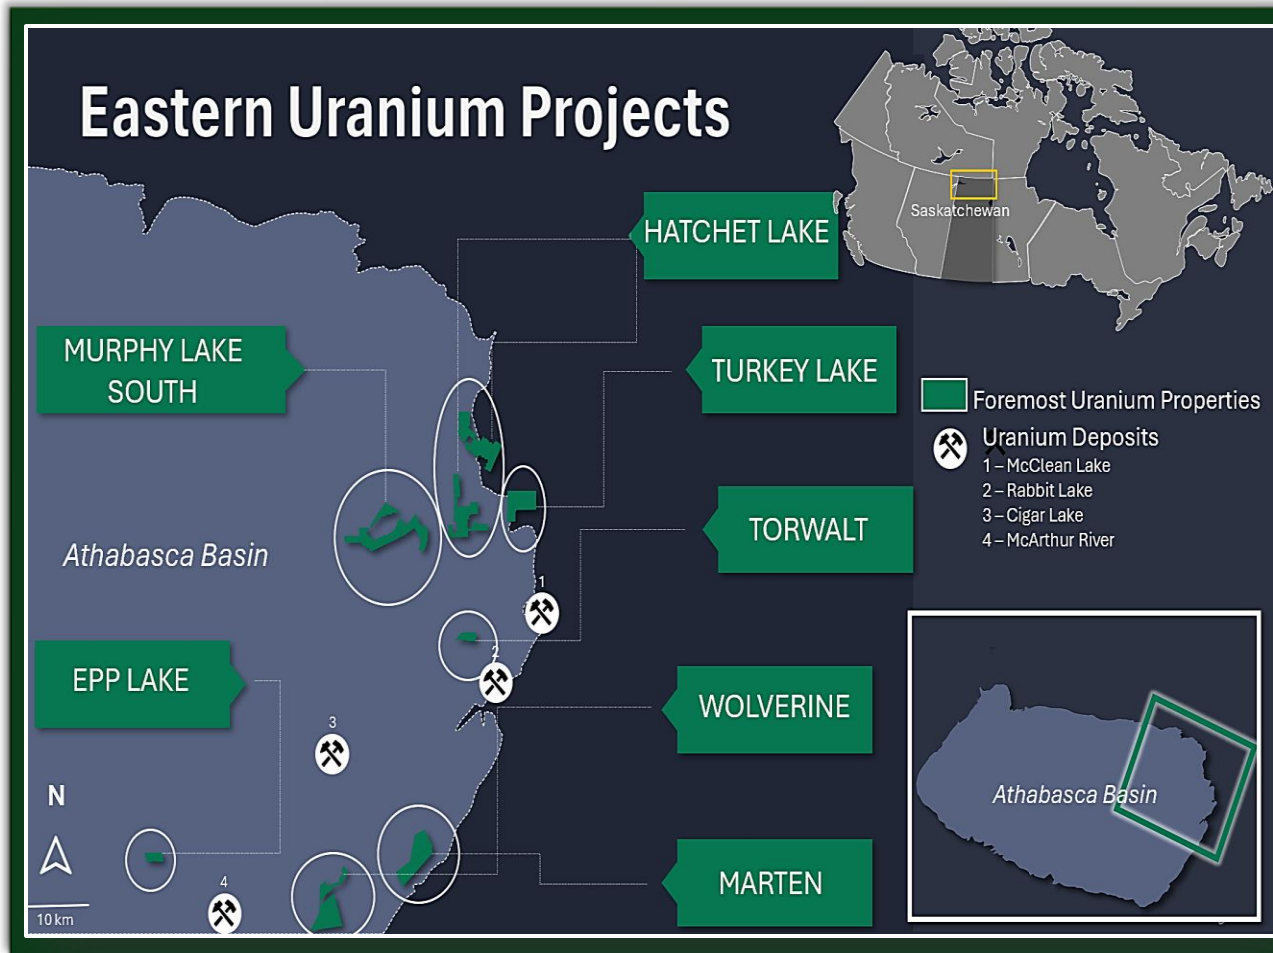 Eastern Uranium Projects
Saskatchewan
HATCHET LAKE
MURPHY LAKE
SOUTH
TURKEY LAKE
Foremost Uranium Properties
Uranium Deposits
1 – McClean Lake
2 – Rabbit Lake
3 – Cigar Lake
4 – McArthur River
TORWALT
Athabasca Basin
1
2
EPP LAKE
WOLVERINE
3
N
Athabasca Basin
MARTEN
4
10 km